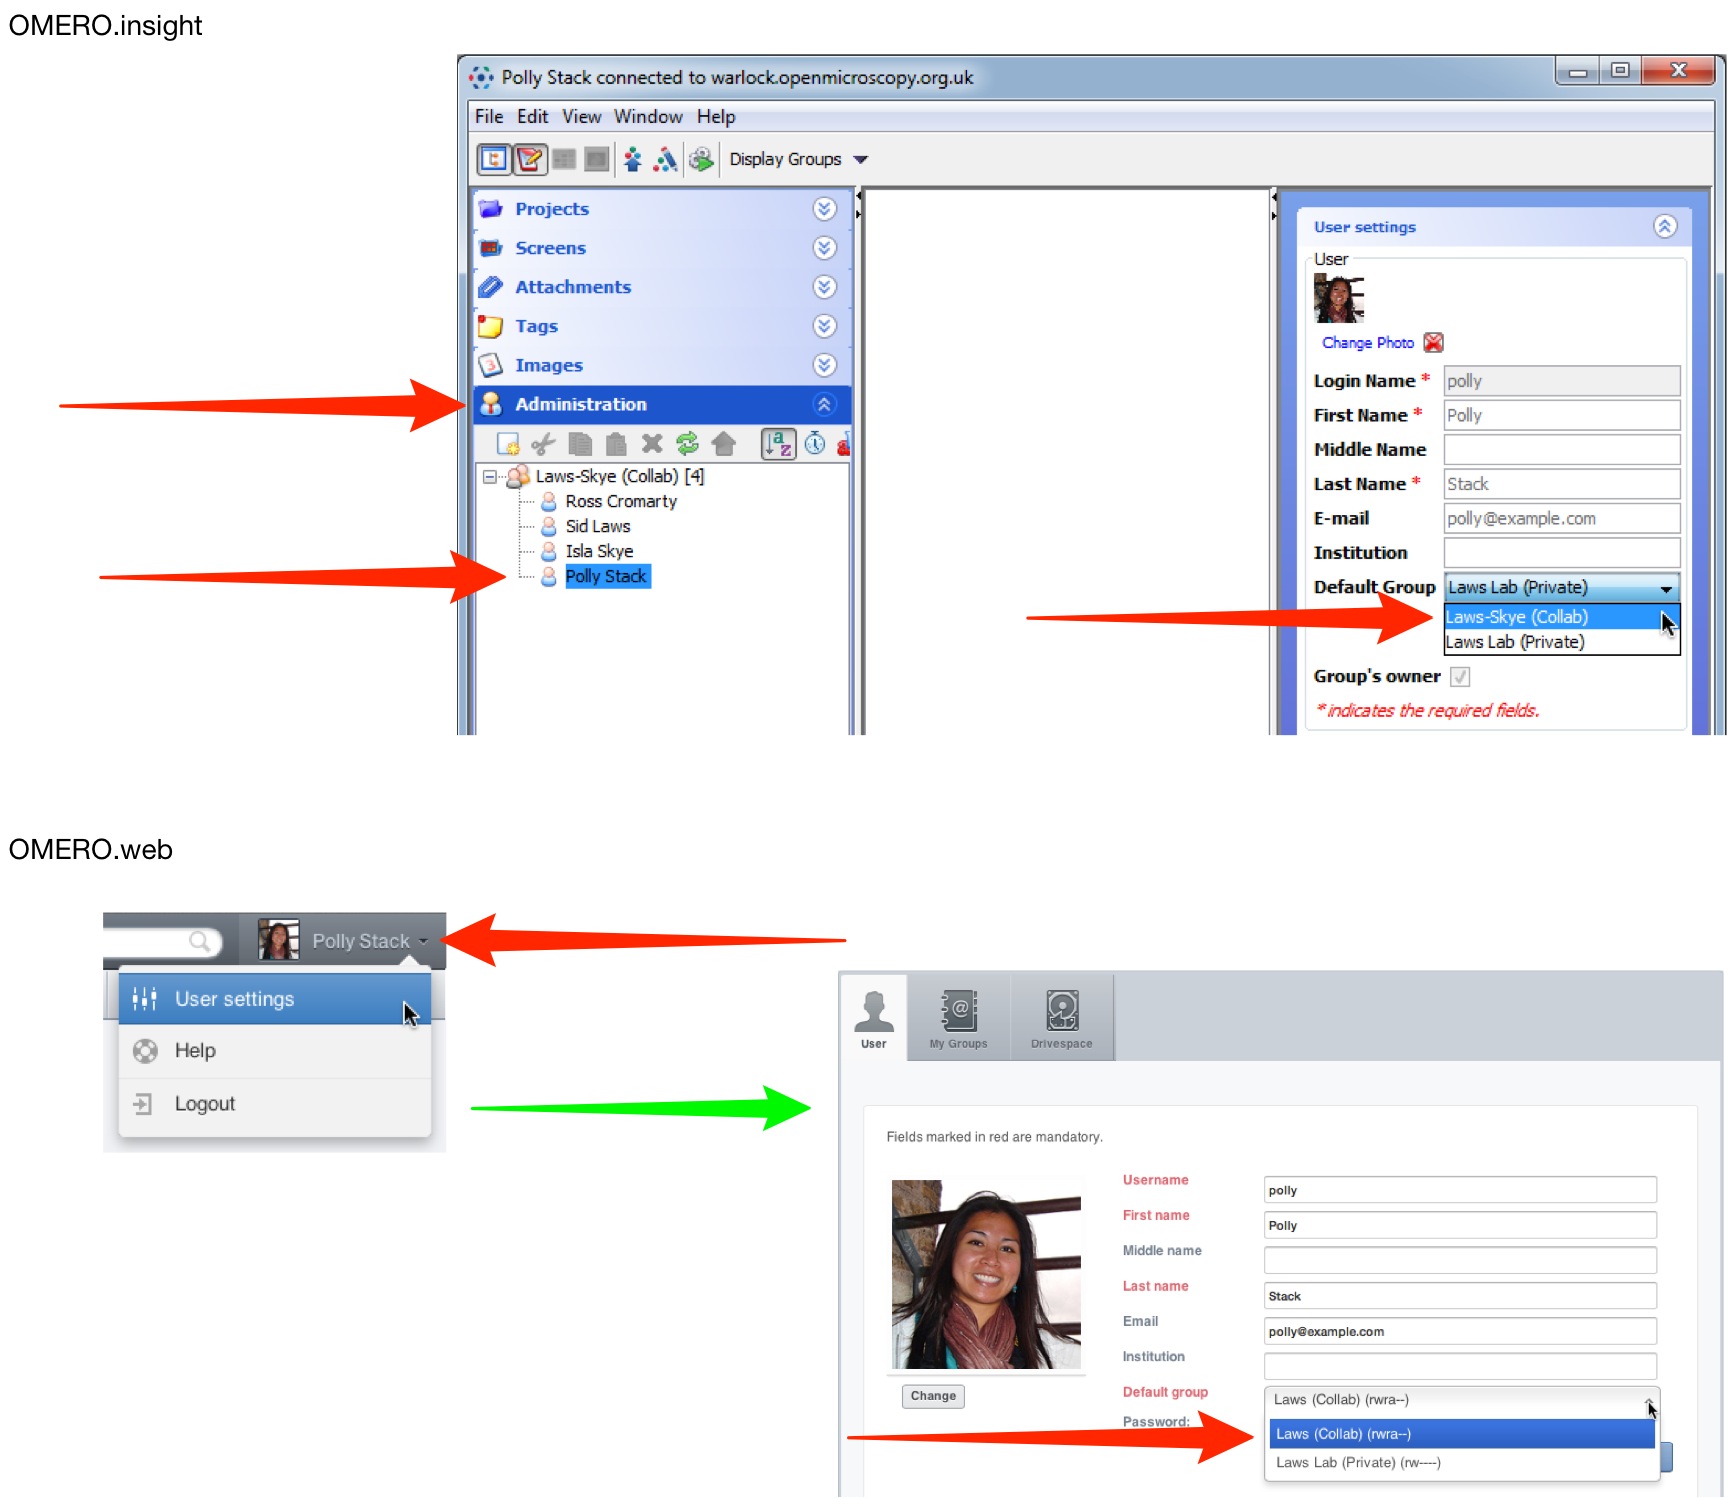 OMERO.insight
Polly Stack connected to warlock.openmicroscopy.org.uk
File Edit View Window Help
Display Groups
Projects
Screens
Attachments
Tags
Images
Administration
Laws-Skye (Collab) [4]
Ross Cromarty
Sid Laws
Isla Skye
Polly Stack
User settings
User
Change Photo
Login Name * polly
First Name * Polly
Middle Name
Last Name * Stack
E-mail polly@example.com
Institution
Default Group Laws Lab (Private)
Laws-Skye (Collab)
Laws Lab (Private)
Group's owner
* indicates the required fields.
OMERO.web
Polly Stack
User settings
Help
Logout
User My Groups Drivespace
Fields marked in red are mandatory.
Change
Username polly
First name Polly
Middle name
Last name Stack
Email polly@example.com
Institution
Default group Laws (Collab) (rwra--)
Password:
Laws (Collab) (rwra--)
Laws Lab (Private) (rw----)